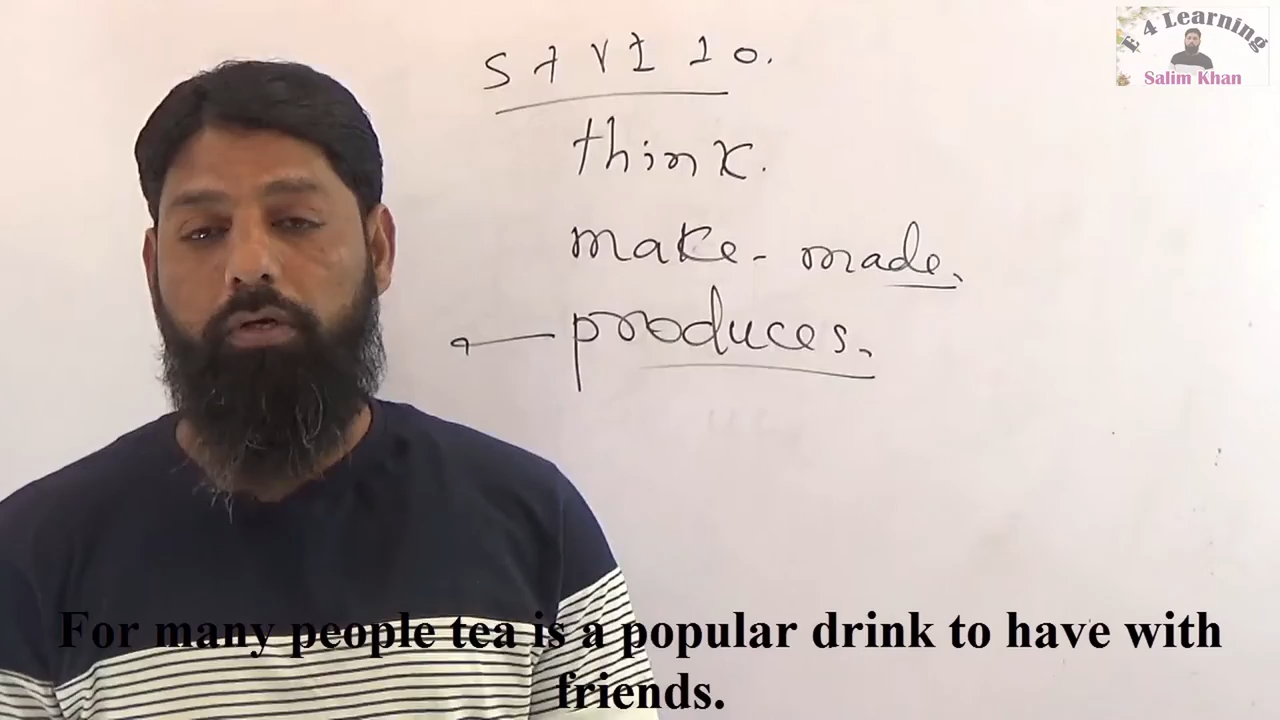 S + V I 1 O.
think.
make - made.
produces.
E 4 Learning
Salim Khan
For many people tea is a popular drink to have with
friends.